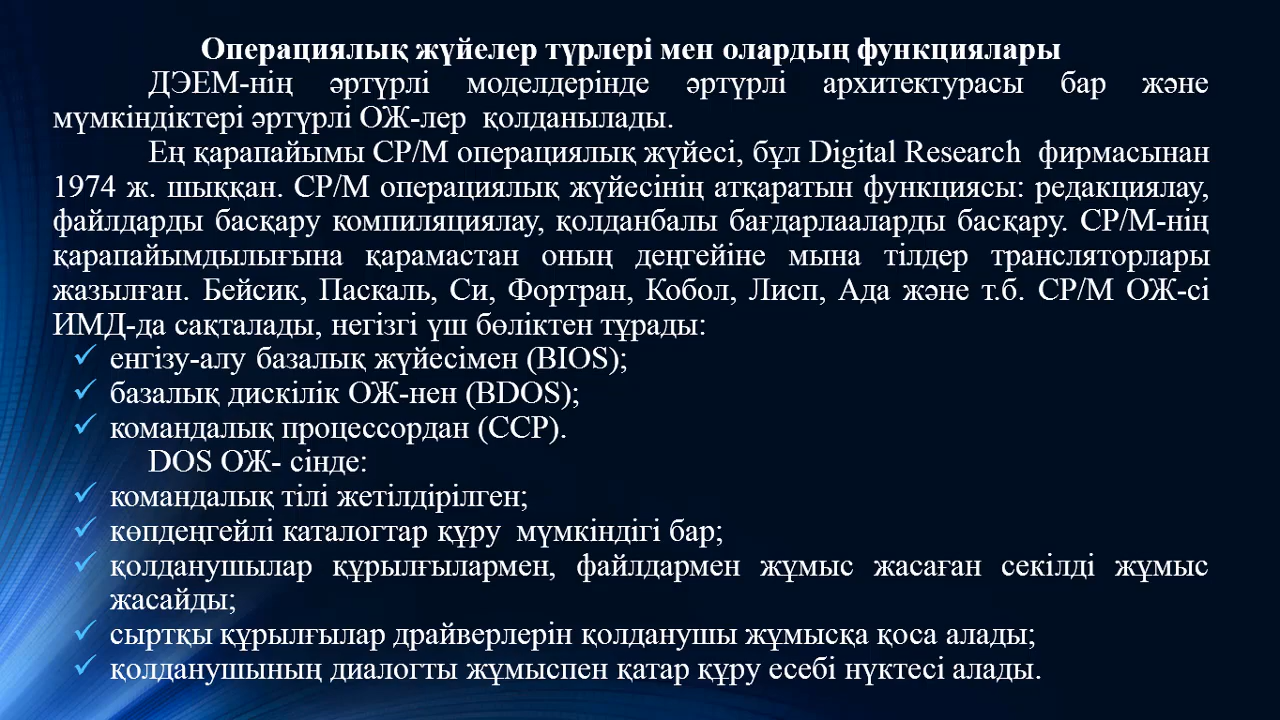 Операциялық жүйелер түрлері мен олардың функциялары
ДЭЕМ-нің әртүрлі моделдерінде әртүрлі архитектурасы бар және
мүмкіндіктері әртүрлі ОЖ-лер қолданылады.
Ең қарапайымы CP/M операциялық жүйесі, бұл Digital Research фирмасынан
1974 ж. шыққан. CP/M операциялық жүйесінің атқаратын функциясы: редакциялау,
файлдарды басқару компиляциялау, қолданбалы бағдарлааларды басқару. CP/M-нің
қарапайымдылығына қарамастан оның деңгейіне мына тілдер трансляторлары
жазылған. Бейсик, Паскаль, Си, Фортран, Кобол, Лисп, Ада және т.б. CP/M ОЖ-сі
ИМД-да сақталады, негізгі үш бөліктен тұрады:
✓ енгізу-алу базалық жүйесімен (BIOS);
✓ базалық дискілік ОЖ-нен (BDOS);
✓ командалық процессордан (CCP).
DOS ОЖ- сінде:
✓ командалық тілі жетілдірілген;
✓ көпдеңгейлі каталогтар құру мүмкіндігі бар;
✓ қолданушылар құрылғылармен, файлдармен жұмыс жасаған секілді жұмыс
жасайды;
✓ сыртқы құрылғылар драйверлерін қолданушы жұмысқа қоса алады;
✓ қолданушының диалогты жұмыспен қатар құру есебі нүктесі алады.